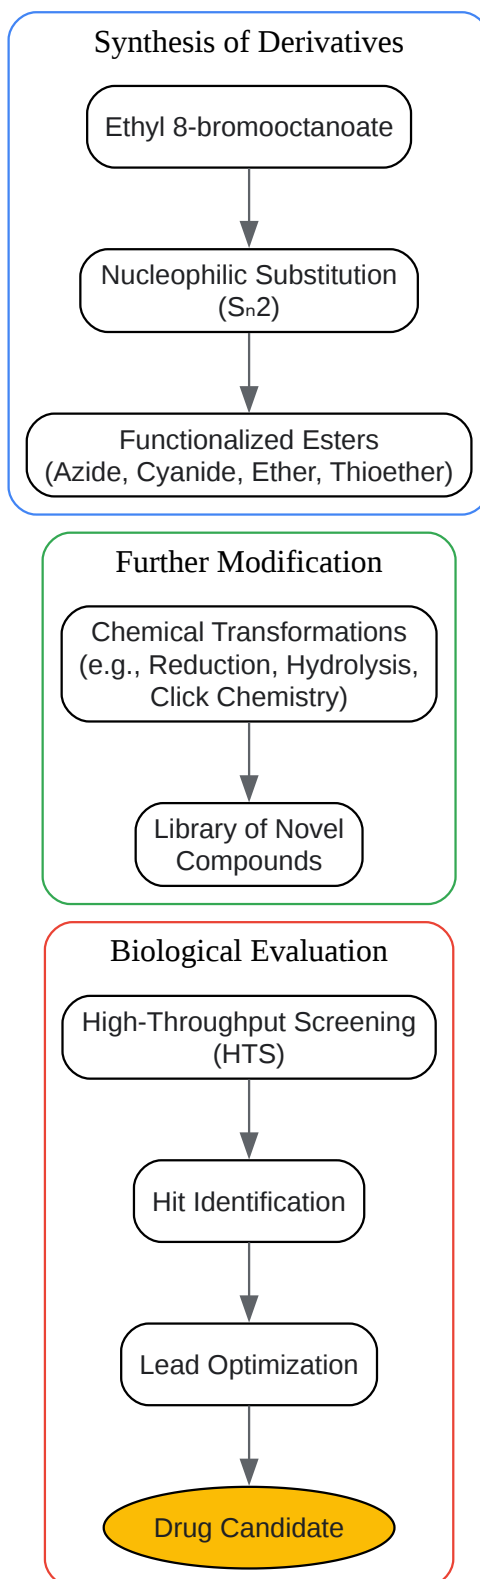 Synthesis of Derivatives
Ethyl 8-bromooctanoate
Nucleophilic Substitution
(Sₙ2)
Functionalized Esters
(Azide, Cyanide, Ether, Thioether)
Further Modification
Chemical Transformations
(e.g., Reduction, Hydrolysis,
Click Chemistry)
Library of Novel
Compounds
Biological Evaluation
High-Throughput Screening
(HTS)
Hit Identification
Lead Optimization
Drug Candidate